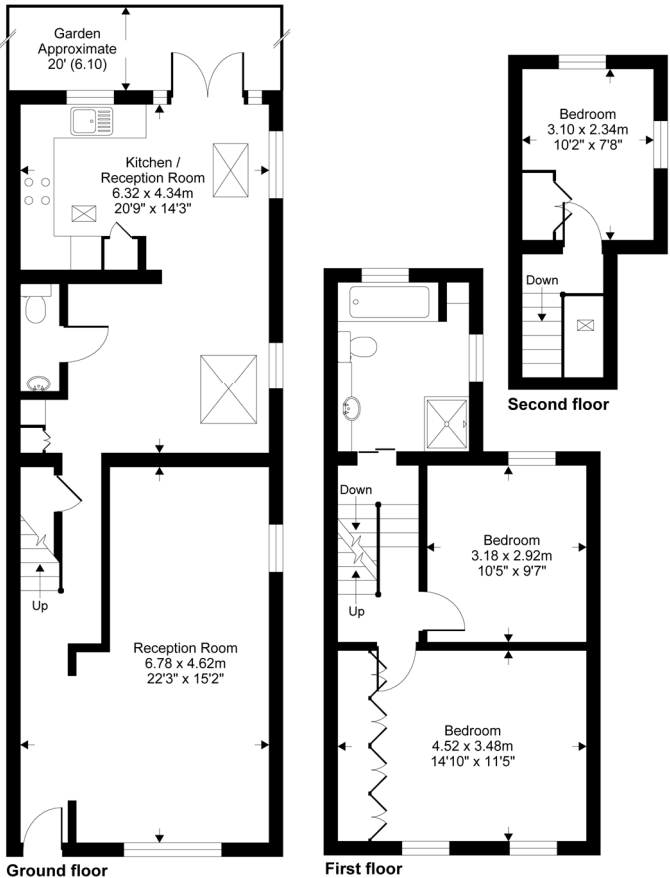 Garden
Approximate
20' (6.10)
Kitchen /
Reception Room
6.32 x 4.34m
20'9" x 14'3"
Up
Reception Room
6.78 x 4.62m
22'3" x 15'2"
Ground floor
Down
Up
Bedroom
3.18 x 2.92m
10'5" x 9'7"
Bedroom
4.52 x 3.48m
14'10" x 11'5"
First floor
Bedroom
3.10 x 2.34m
10'2" x 7'8"
Down
Second floor